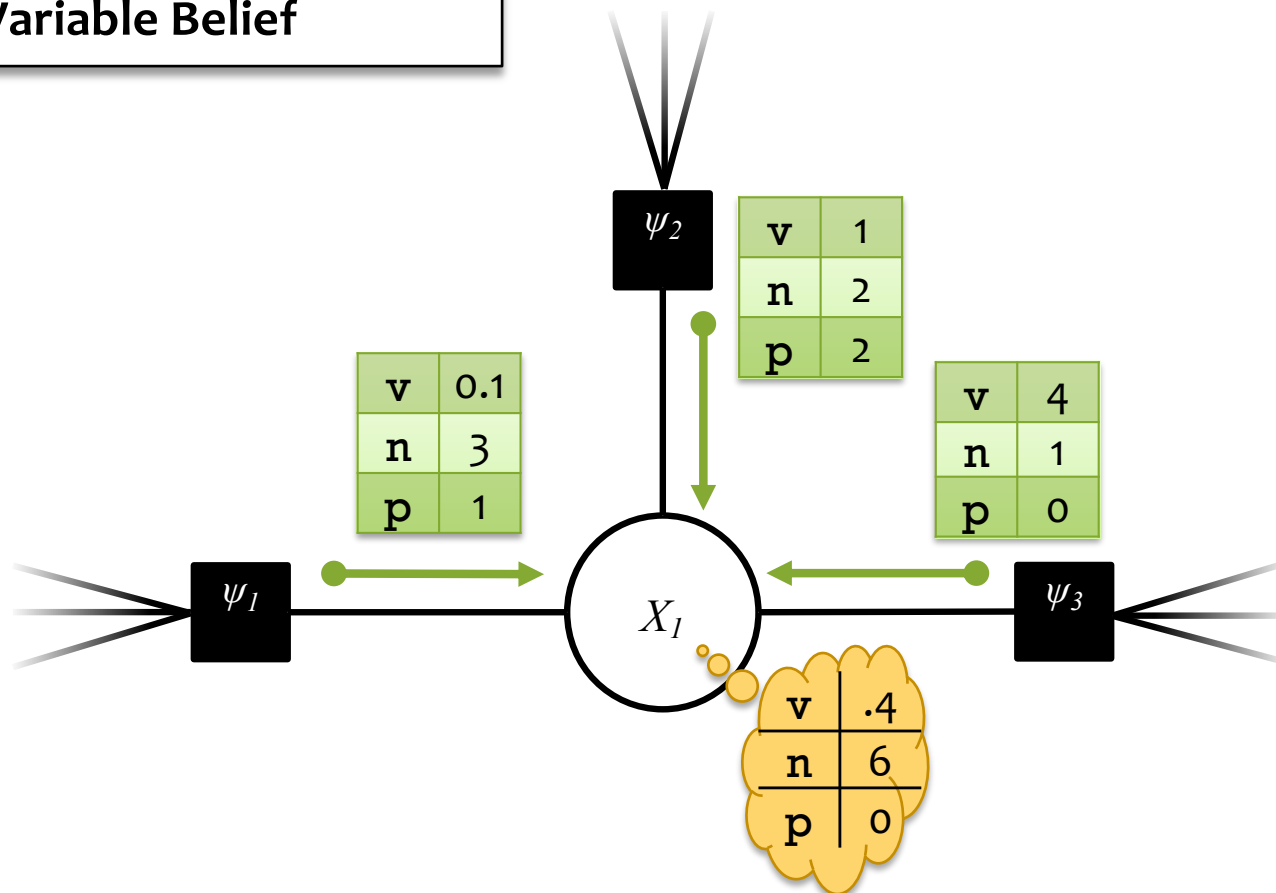 Variable Belief
ψ2
v 1
n 2
p 2
v 0.1
n 3
p 1
v 4
n 1
p 0
ψ1
X1
ψ3
v .4
n 6
p 0